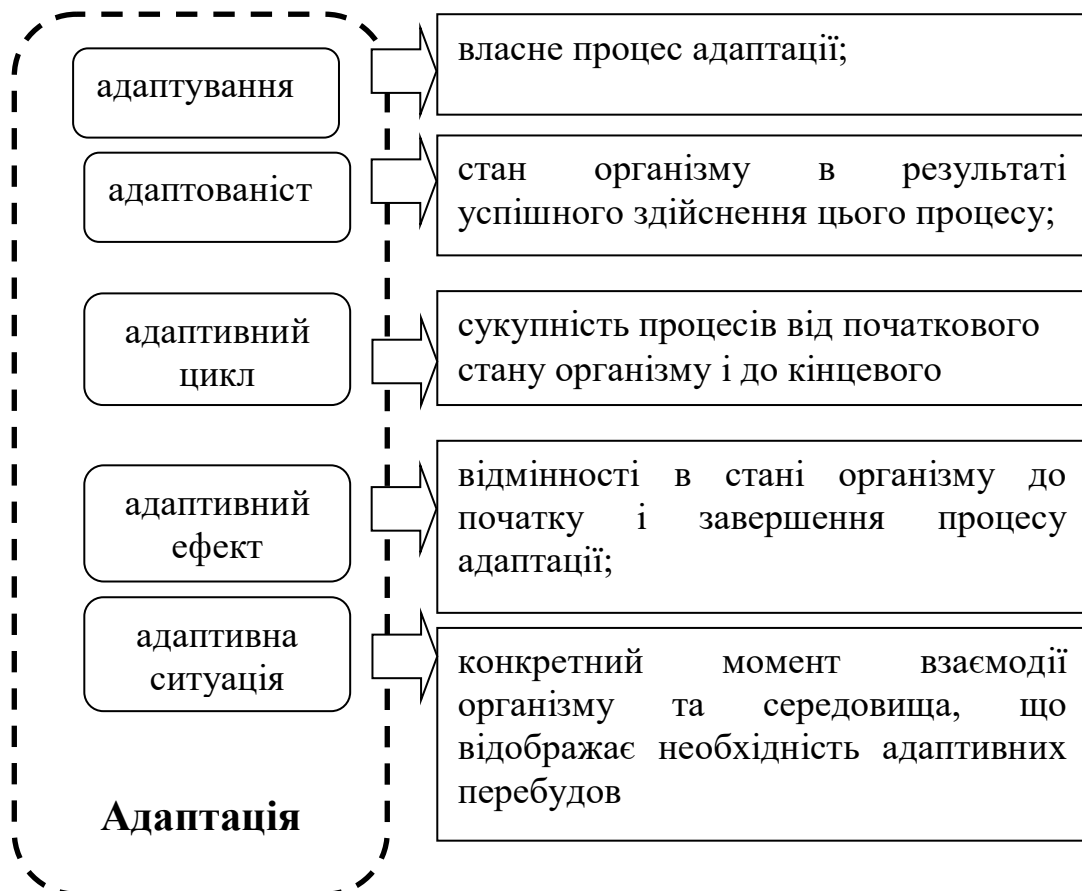 адаптування
власне процес адаптації;
адаптованіст
стан організму в результаті
успішного здійснення цього процесу;
адаптивний
цикл
сукупність процесів від початкового
стану організму і до кінцевого
адаптивний
ефект
відмінності в стані організму до
початку і завершення процесу
адаптації;
адаптивна
ситуація
конкретний момент взаємодії
організму та середовища, що
відображає необхідність адаптивних
перебудов
Адаптація